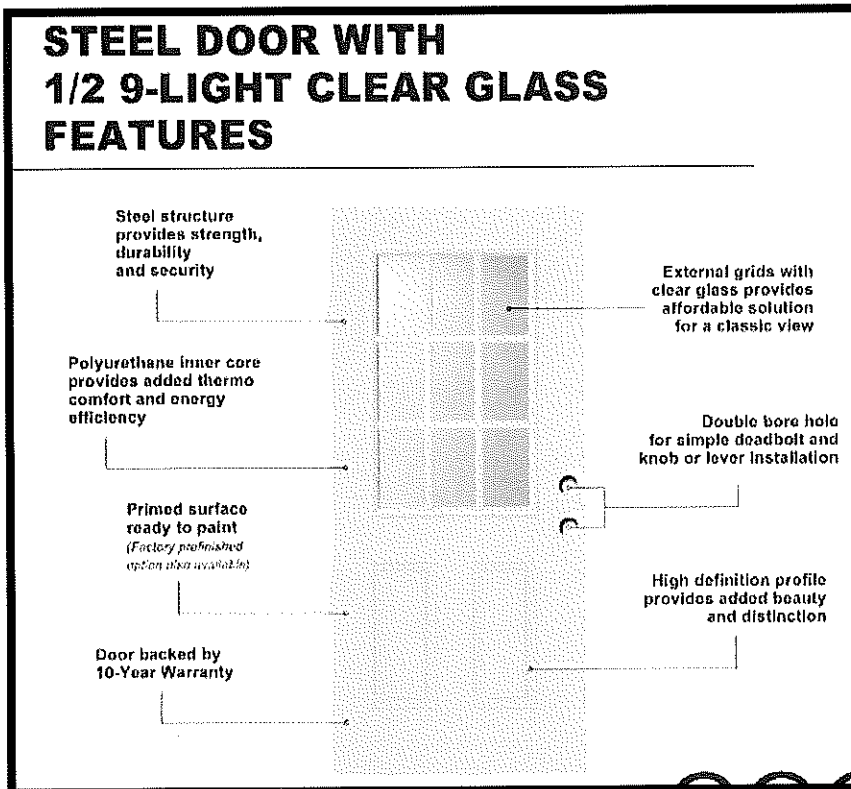 STEEL DOOR WITH
1/2 9-LIGHT CLEAR GLASS
FEATURES
Steel structure
provides strength,
durability
and security
External grids with
clear glass provides
affordable solution
for a classic view
Polyurethane inner core
provides added thermo
comfort and energy
efficiency
Double bore hole
for simple deadbolt and
knob or lever installation
Primed surface
ready to paint
(Factory prefinished
option also available)
High definition profile
provides added beauty
and distinction
Door backed by
10-Year Warranty